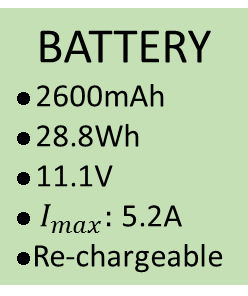 BATTERY
●2600mAh
●28.8Wh
●11.1V
● Imax: 5.2A
●Re-chargeable